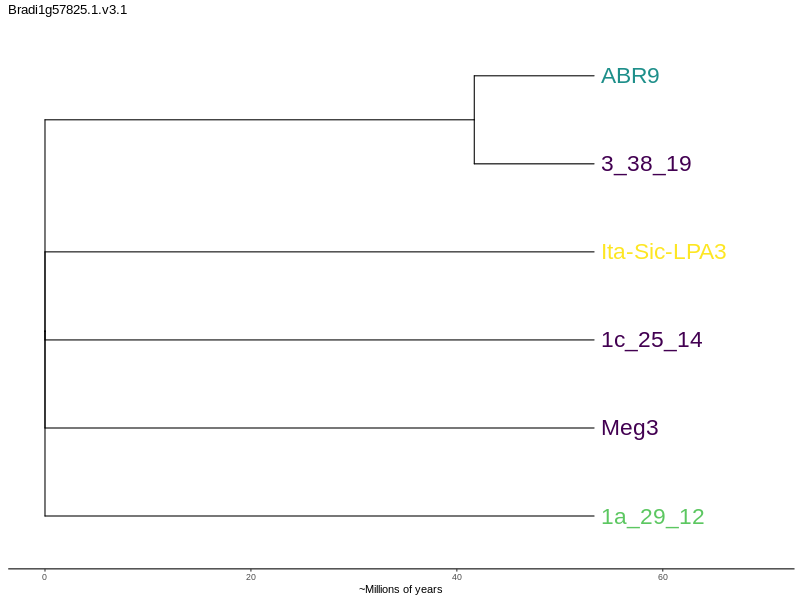 Bradi1g57825.1.v3.1
ABR9
3_38_19
Ita-Sic-LPA3
1c_25_14
Meg3
1a_29_12
0 20 40 60
~Millions of years